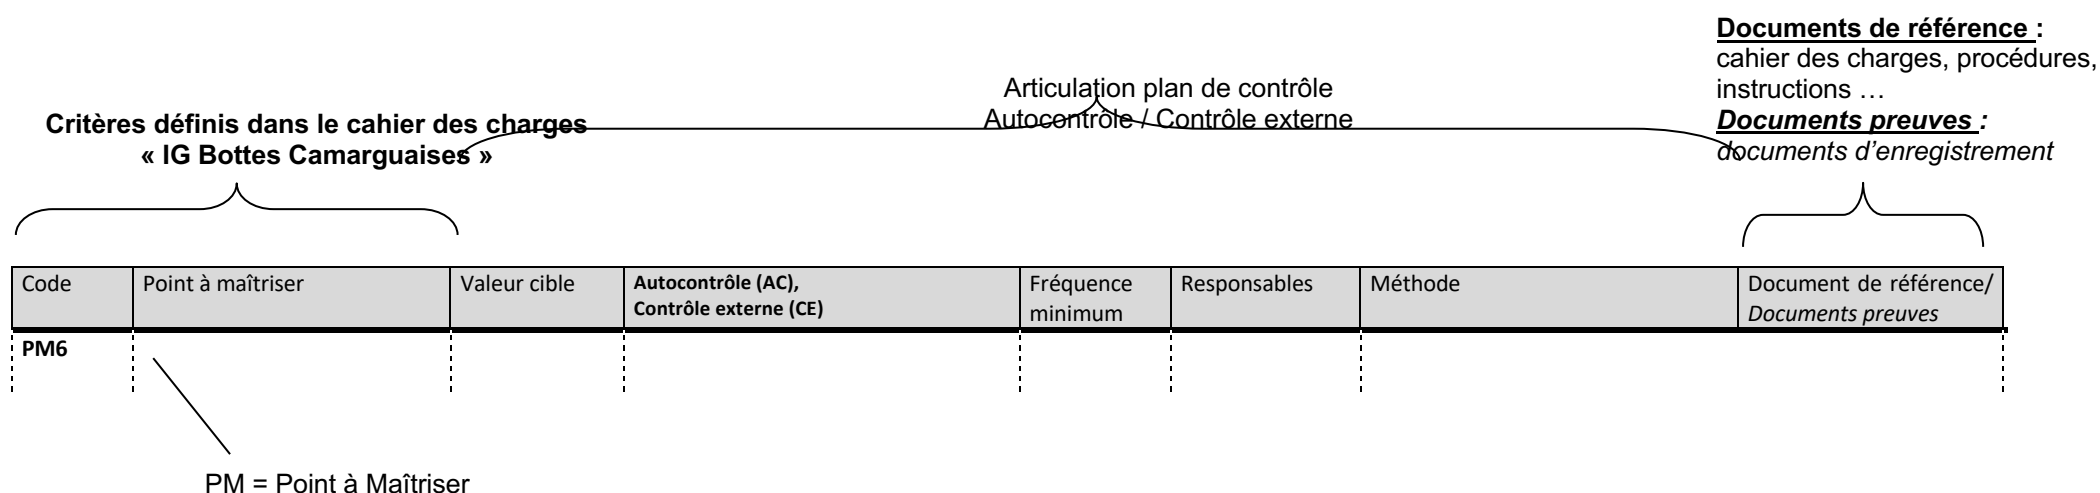 Documents de référence :
cahier des charges, procédures,
instructions …
Documents preuves :
documents d’enregistrement
Articulation plan de contrôle
Autocontrôle / Contrôle externe
Critères définis dans le cahier des charges
« IG Bottes Camarguaises »
Code
Point à maîtriser
Valeur cible
Autocontrôle (AC),
Contrôle externe (CE)
Fréquence
minimum
Responsables
Méthode
Document de référence/
Documents preuves
PM6
PM = Point à Maîtriser